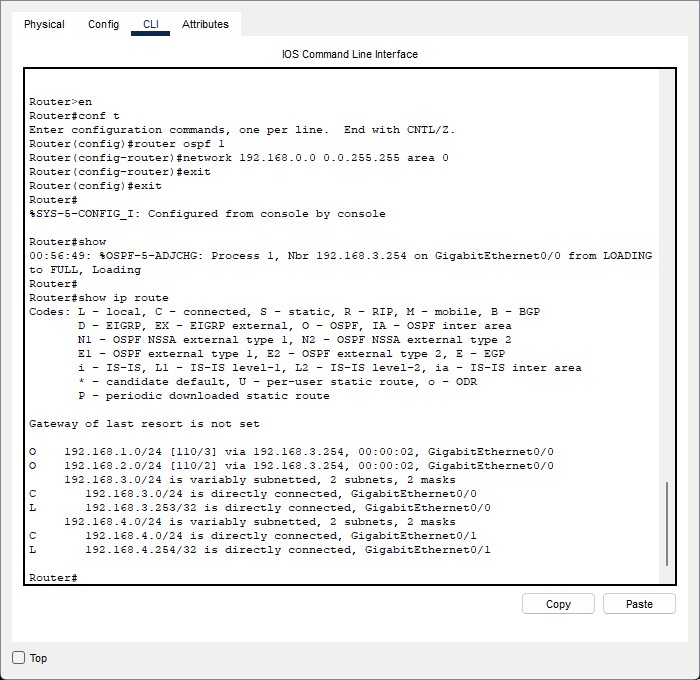 Physical Config CLI Attributes
IOS Command Line Interface
Router>en
Router#conf t
Enter configuration commands, one per line.  End with CNTL/Z.
Router(config)#router ospf 1
Router(config-router)#network 192.168.0.0 0.0.255.255 area 0
Router(config-router)#exit
Router(config)#exit
Router#
%SYS-5-CONFIG_I: Configured from console by console
Router#show
00:56:49: %OSPF-5-ADJCHG: Process 1, Nbr 192.168.3.254 on GigabitEthernet0/0 from LOADING
to FULL, Loading
Router#
Router#show ip route
Codes: L - local, C - connected, S - static, R - RIP, M - mobile, B - BGP
D - EIGRP, EX - EIGRP external, O - OSPF, IA - OSPF inter area
N1 - OSPF NSSA external type 1, N2 - OSPF NSSA external type 2
E1 - OSPF external type 1, E2 - OSPF external type 2, E - EGP
i - IS-IS, L1 - IS-IS level-1, L2 - IS-IS level-2, ia - IS-IS inter area
* - candidate default, U - per-user static route, o - ODR
P - periodic downloaded static route
Gateway of last resort is not set
O    192.168.1.0/24 [110/3] via 192.168.3.254, 00:00:02, GigabitEthernet0/0
O    192.168.2.0/24 [110/2] via 192.168.3.254, 00:00:02, GigabitEthernet0/0
192.168.3.0/24 is variably subnetted, 2 subnets, 2 masks
C       192.168.3.0/24 is directly connected, GigabitEthernet0/0
L       192.168.3.253/32 is directly connected, GigabitEthernet0/0
192.168.4.0/24 is variably subnetted, 2 subnets, 2 masks
C       192.168.4.0/24 is directly connected, GigabitEthernet0/1
L       192.168.4.254/32 is directly connected, GigabitEthernet0/1
Router#
Copy Paste
Top